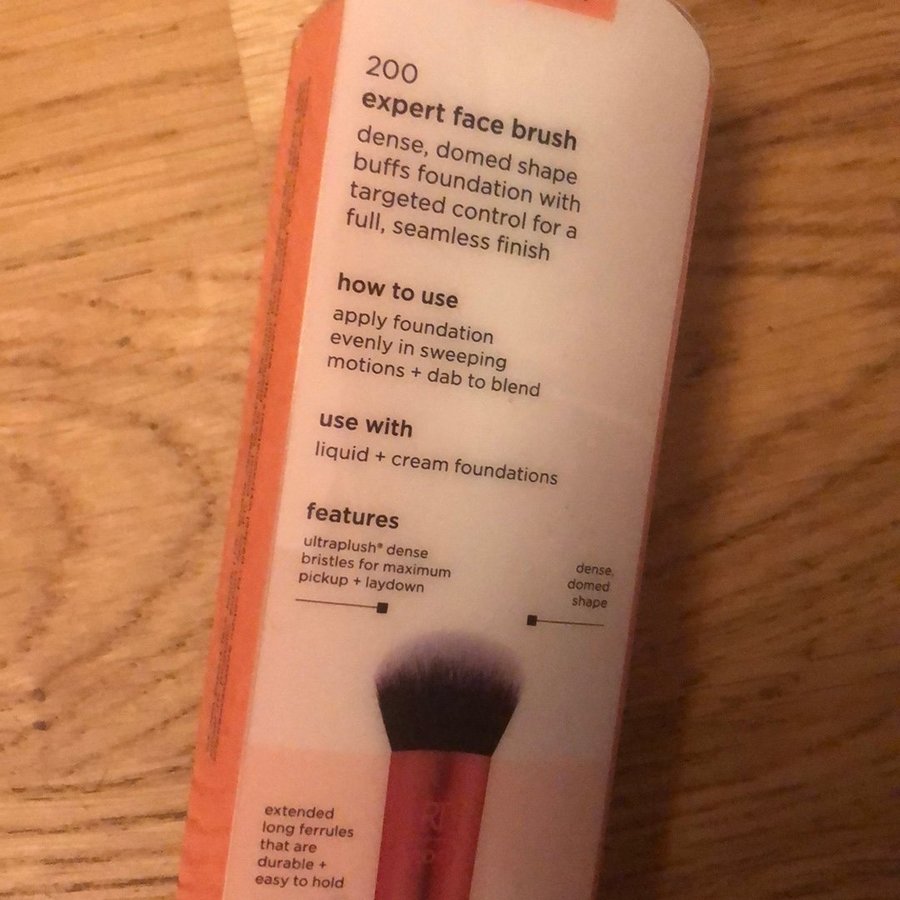 200
expert face brush
dense, domed shape
buffs foundation with
targeted control for a
full, seamless finish
how to use
apply foundation
evenly in sweeping
motions + dab to blend
use with
liquid + cream foundations
features
ultraplush® dense
bristles for maximum
pickup + laydown
dense,
domed
shape
extended
long ferrules
that are
durable +
easy to hold
RT